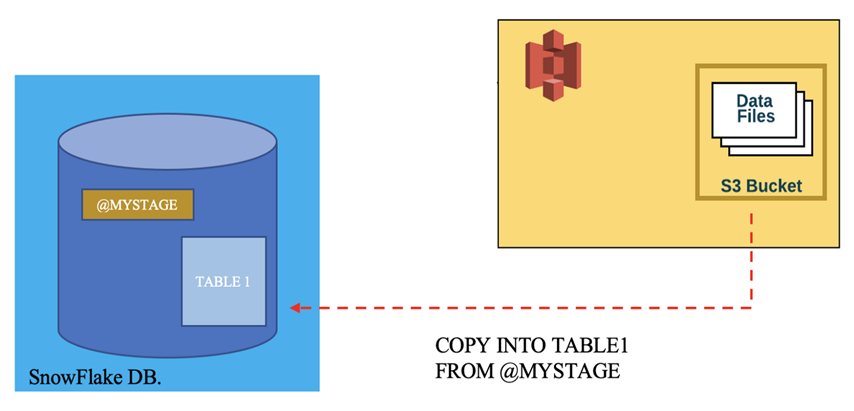 Data
Files
S3 Bucket
@MYSTAGE
TABLE 1
COPY INTO TABLE1
FROM @MYSTAGE
SnowFlake DB.